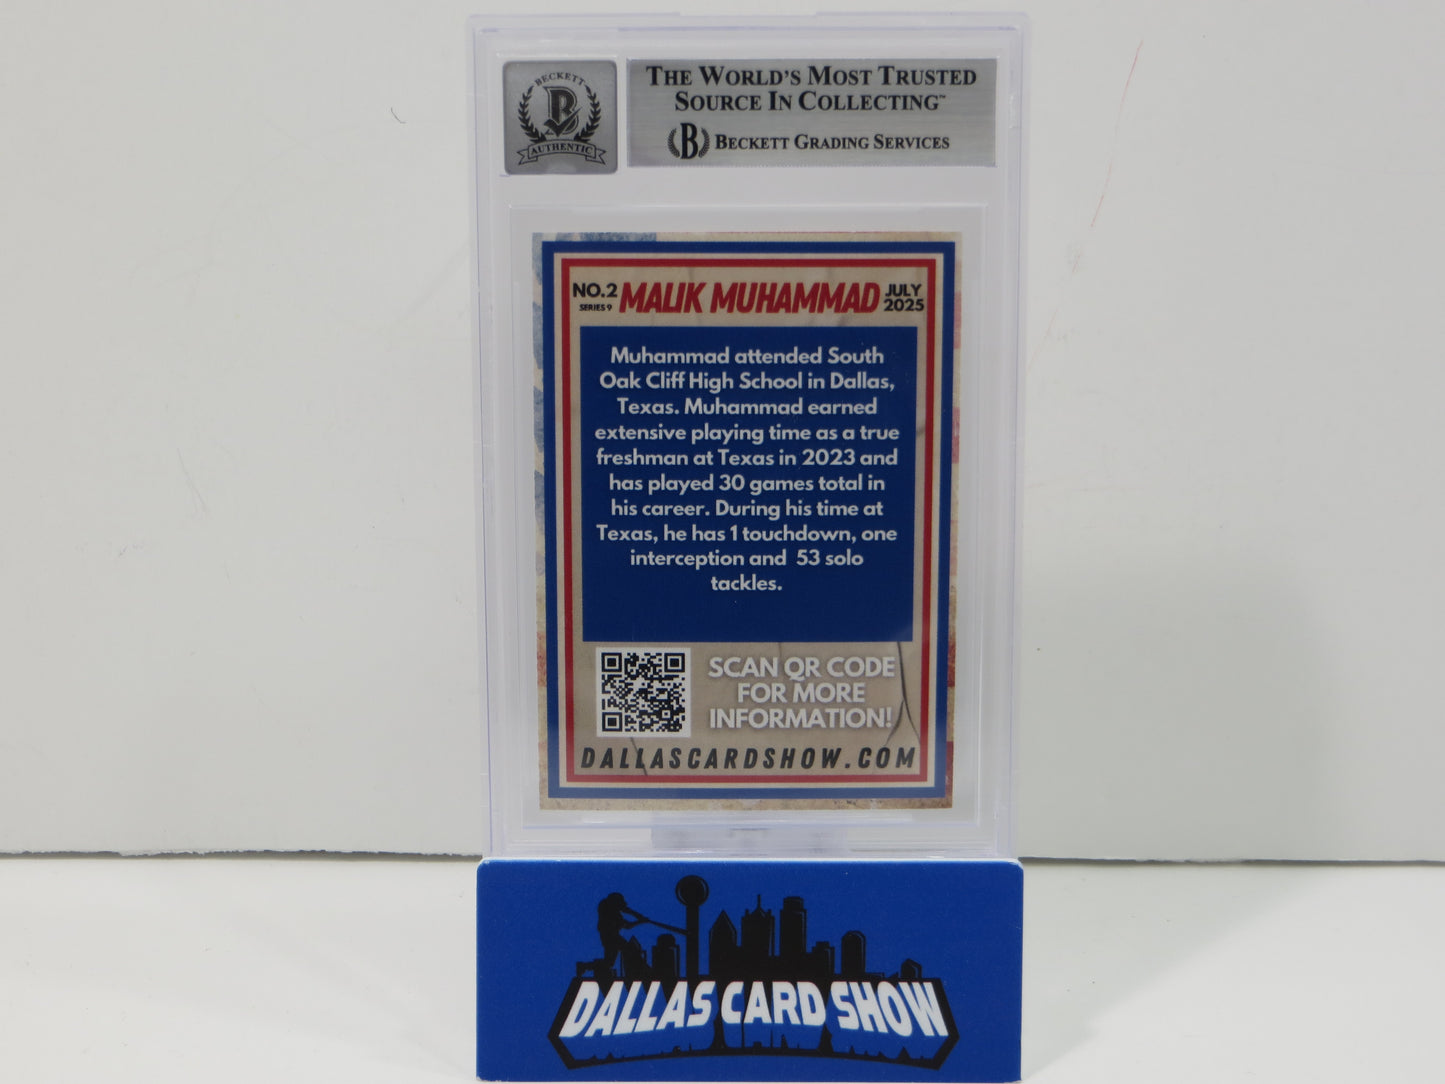 BECKETT
B
AUTHENTIC
THE WORLD'S MOST TRUSTED
SOURCE IN COLLECTING™
B BECKETT GRADING SERVICES
NO.2
SERIES 9
MALIK MUHAMMAD
JULY
2025
Muhammad attended South
Oak Cliff High School in Dallas,
Texas. Muhammad earned
extensive playing time as a true
freshman at Texas in 2023 and
has played 30 games total in
his career. During his time at
Texas, he has 1 touchdown, one
interception and 53 solo
tackles.
SCAN QR CODE
FOR MORE
INFORMATION!
DALLASCARDSHOW.COM
DALLAS CARD SHOW